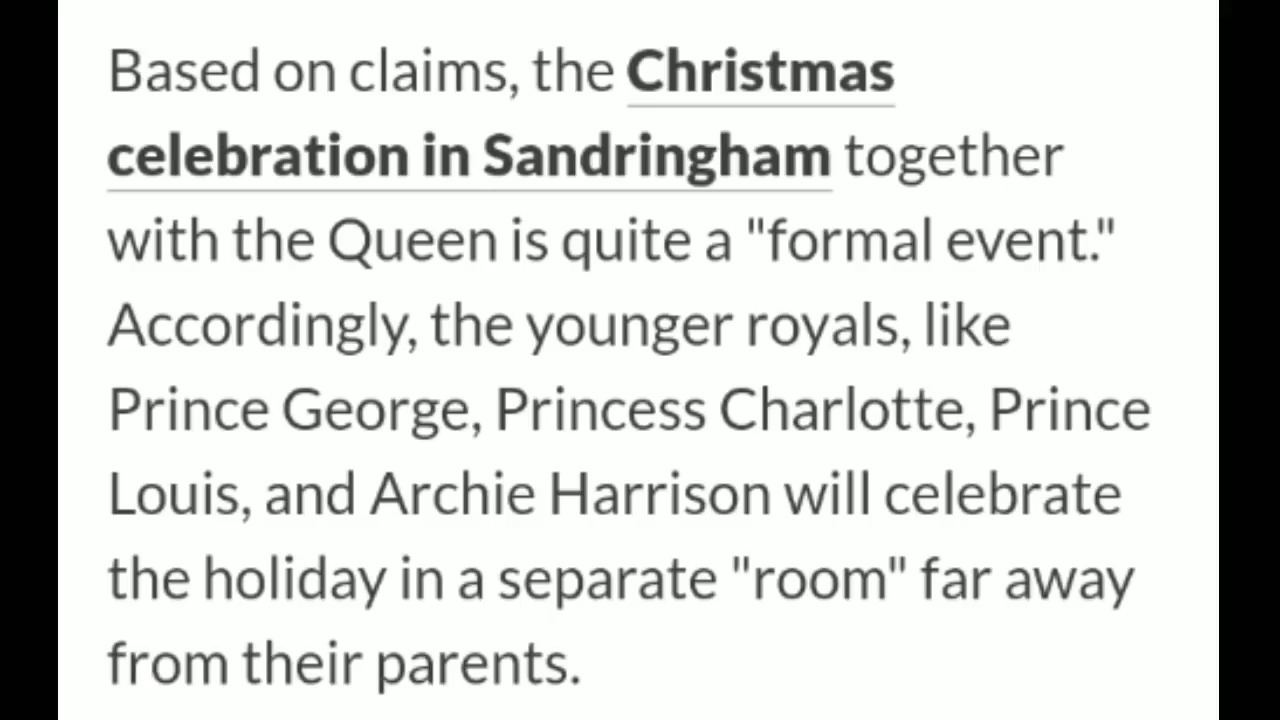 Based on claims, the Christmas
celebration in Sandringham together
with the Queen is quite a "formal event."
Accordingly, the younger royals, like
Prince George, Princess Charlotte, Prince
Louis, and Archie Harrison will celebrate
the holiday in a separate "room" far away
from their parents.